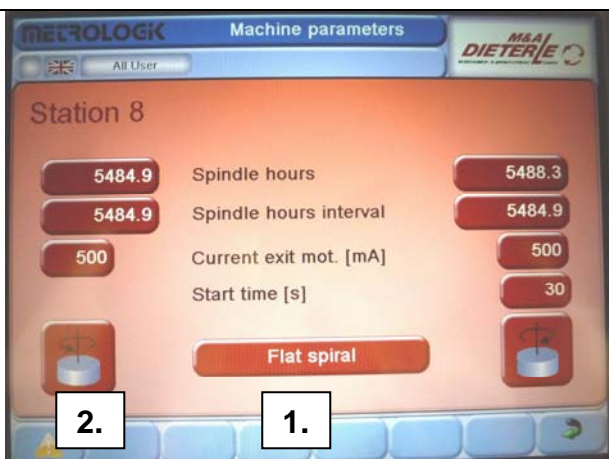 METROLOGIK Machine parameters M&A DIETERLE
All User
Station 8
5484.9 Spindle hours 5488.3
5484.9 Spindle hours interval 5484.9
500 Current exit mot. [mA] 500
Start time [s] 30
Flat spiral
2. 1.